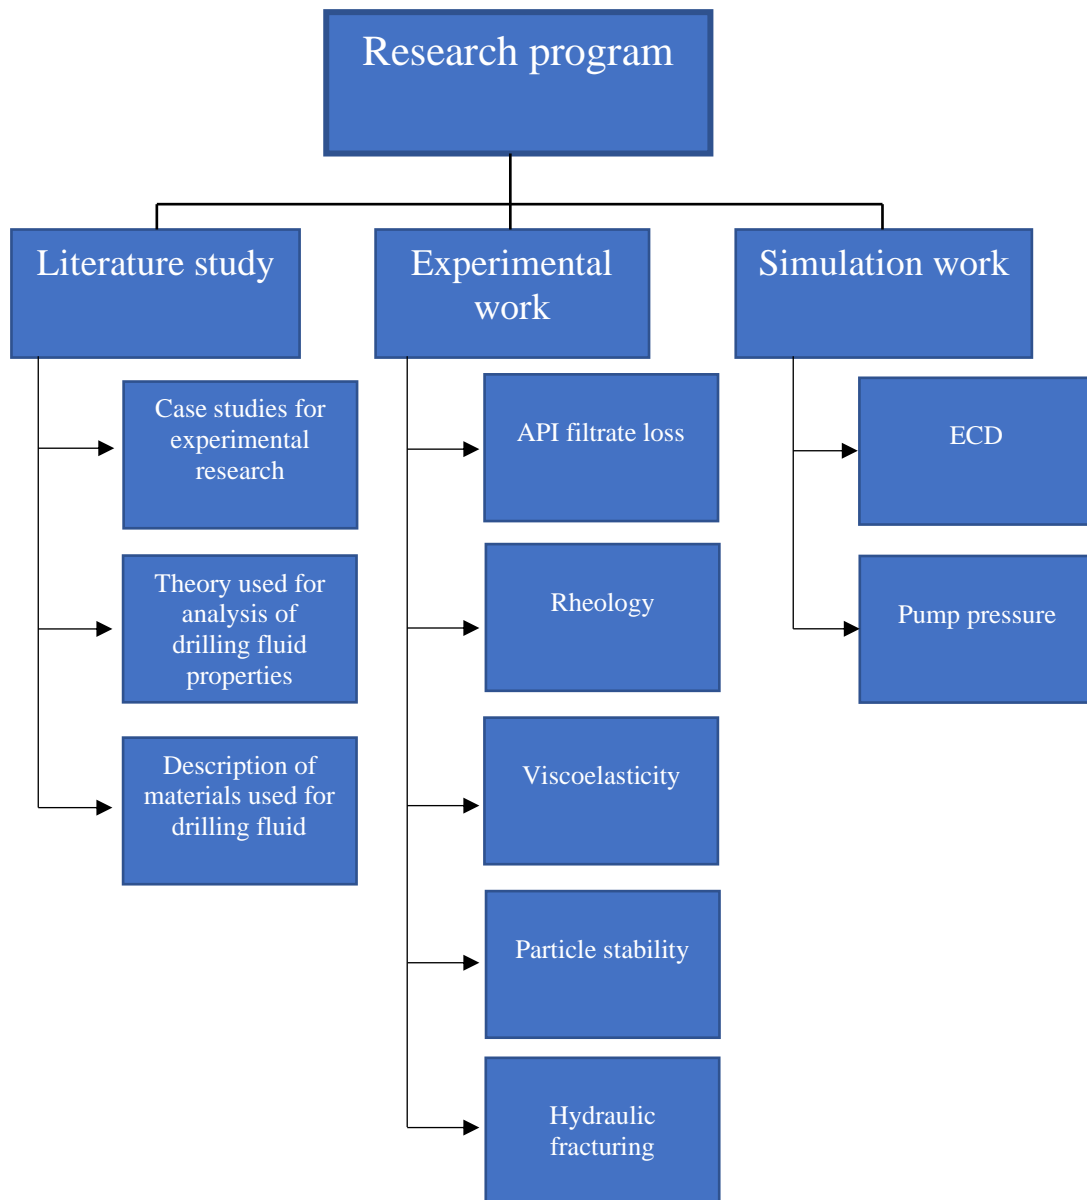 Research program
Literature study
Case studies for
experimental
research
Theory used for
analysis of
drilling fluid
properties
Description of
materials used for
drilling fluid
Experimental
work
API filtrate loss
Rheology
Viscoelasticity
Particle stability
Hydraulic
fracturing
Simulation work
ECD
Pump pressure